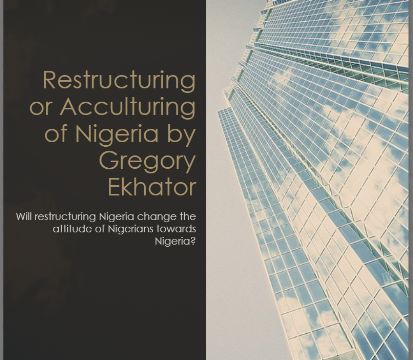 Restructuring
or Acculturing
of Nigeria by
Gregory
Ekhator
Will restructuring Nigeria change the
attitude of Nigerians towards
Nigeria?